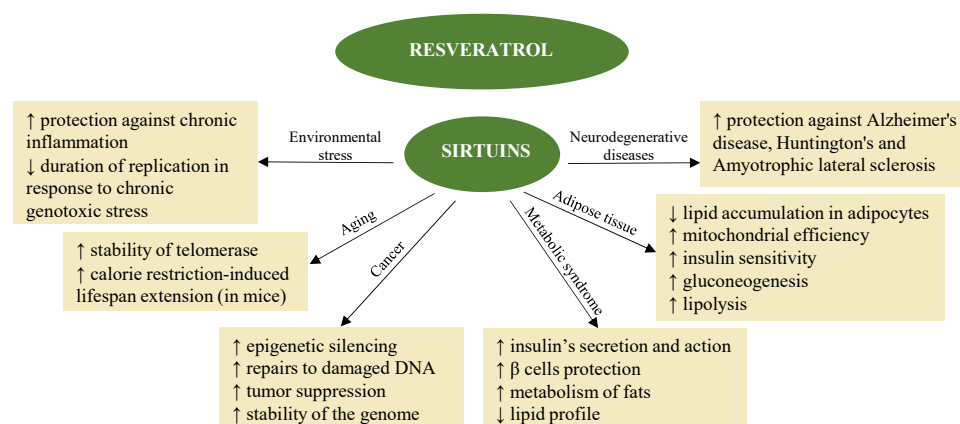 RESVERATROL
SIRTUINS
Environmental
stress
↑ protection against chronic
inflammation
↓ duration of replication in
response to chronic
genotoxic stress
Neurodegenerative
diseases
↑ protection against Alzheimer's
disease, Huntington's and
Amyotrophic lateral sclerosis
Aging
↑ stability of telomerase
↑ calorie restriction-induced
lifespan extension (in mice)
Cancer
↑ epigenetic silencing
↑ repairs to damaged DNA
↑ tumor suppression
↑ stability of the genome
Metabolic syndrome
↑ insulin’s secretion and action
↑ β cells protection
↑ metabolism of fats
↓ lipid profile
Adipose tissue
↓ lipid accumulation in adipocytes
↑ mitochondrial efficiency
↑ insulin sensitivity
↑ gluconeogenesis
↑ lipolysis